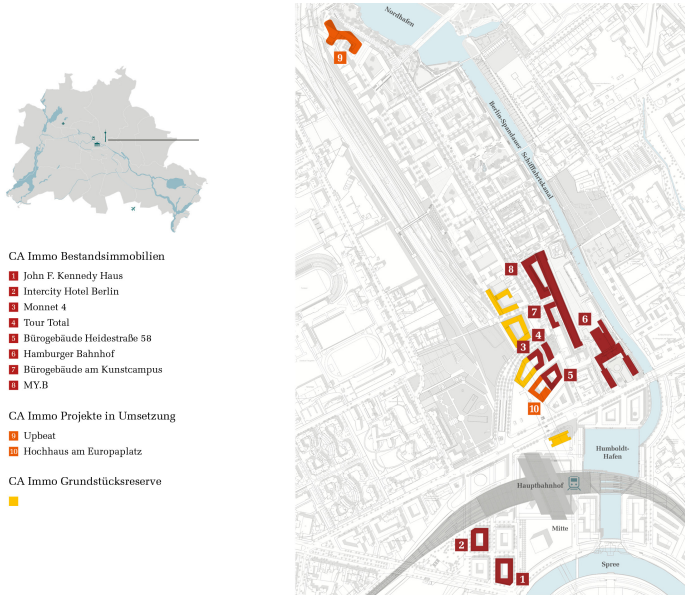 CA Immo Bestandsimmobilien
1 John F. Kennedy Haus
2 Intercity Hotel Berlin
3 Monnet 4
4 Tour Total
5 Bürogebäude Heidestraße 58
6 Hamburger Bahnhof
7 Bürogebäude am Kunstcampus
8 MY.B
CA Immo Projekte in Umsetzung
9 Upbeat
10 Hochhaus am Europaplatz
CA Immo Grundstücksreserve
Nordhafen
9
Berlin-Spandauer Schifffahrtskanal
8
7
6
4
3
5
10
Humboldt-
Hafen
Hauptbahnhof
Mitte
2
1
Spree